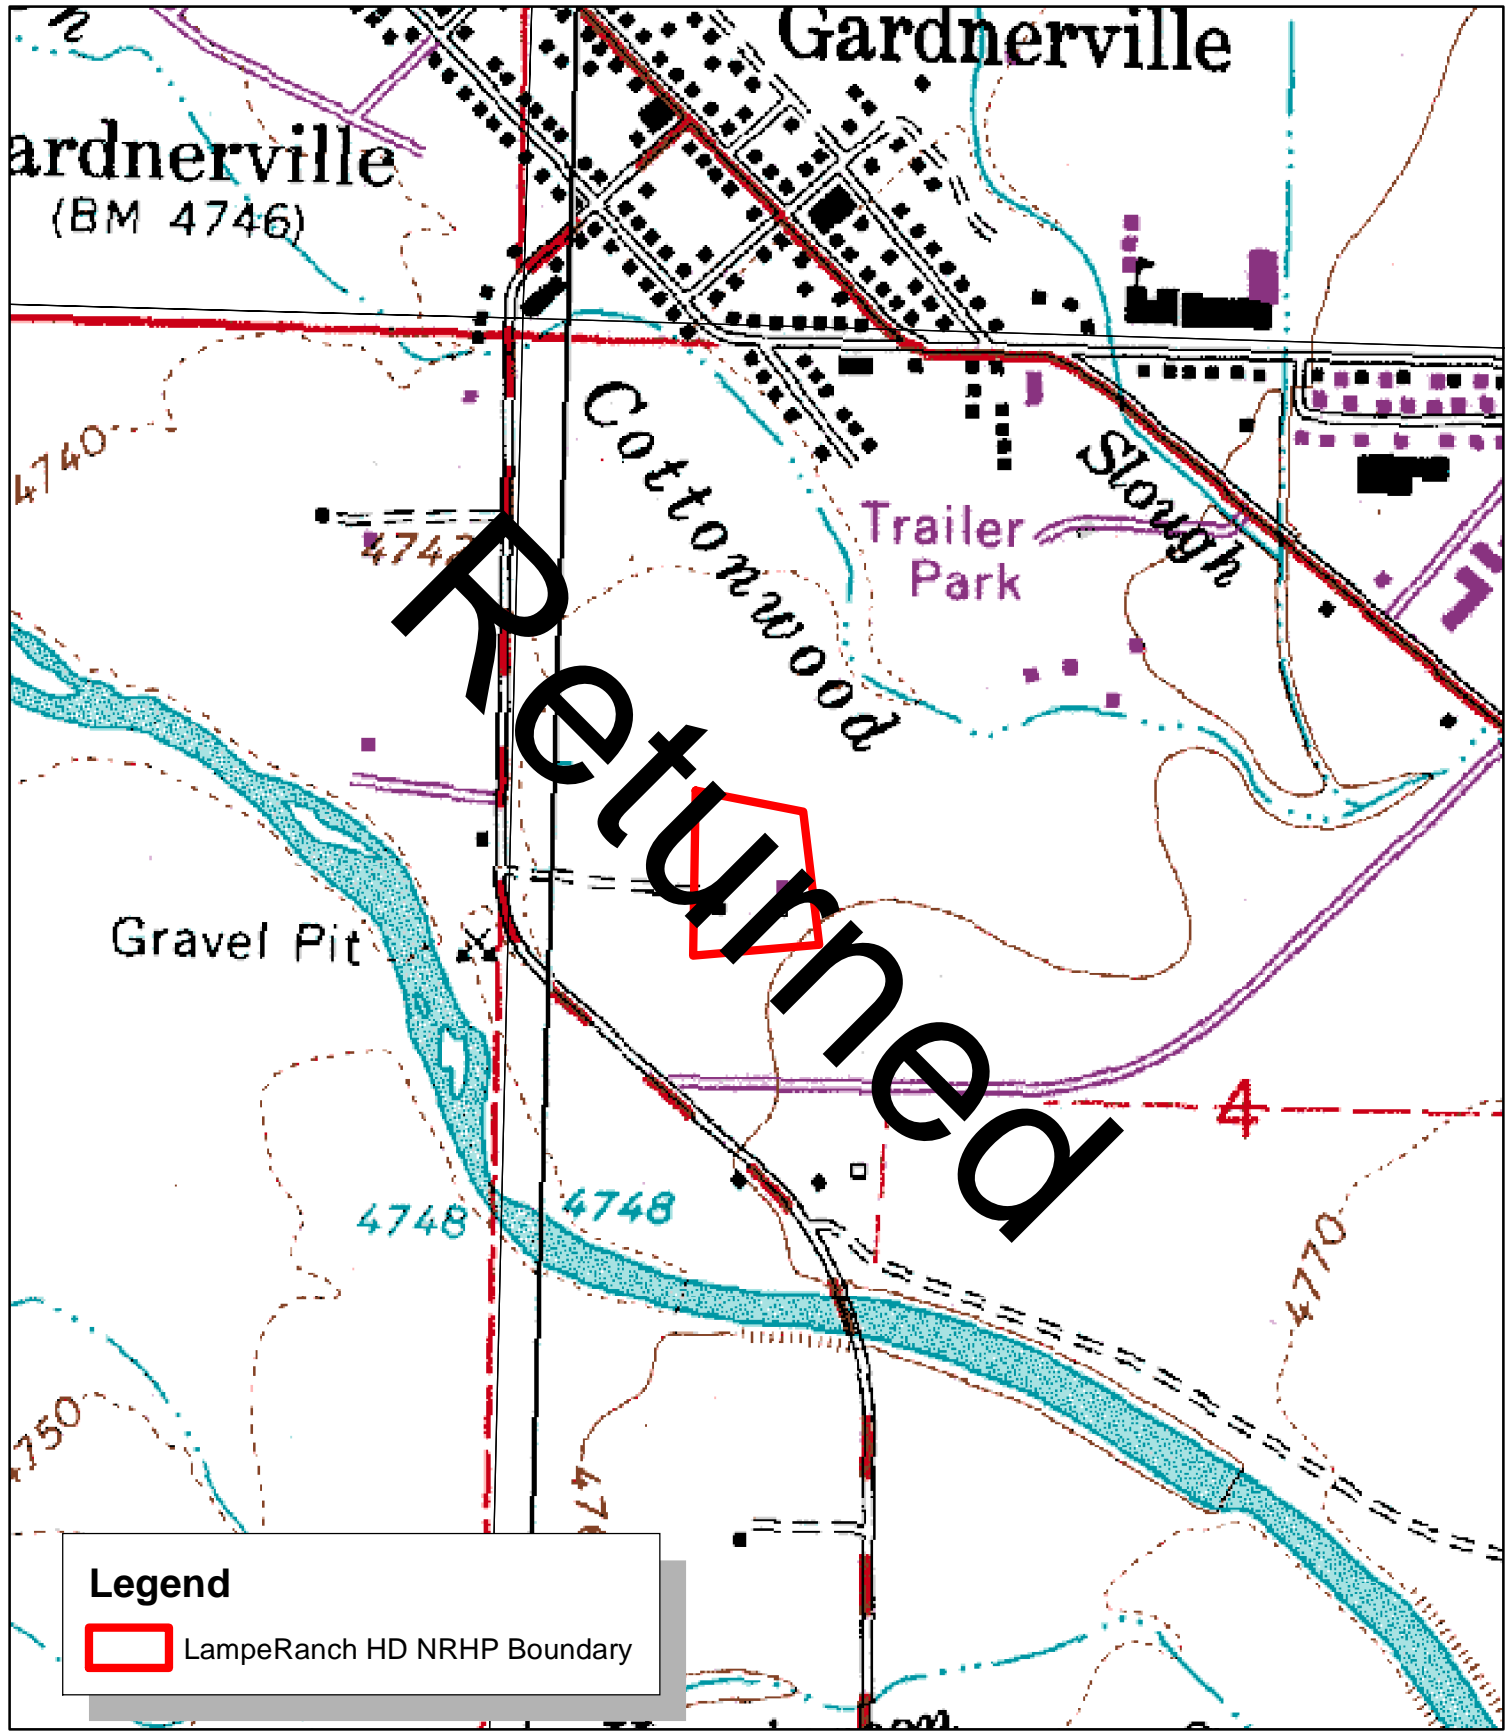 Gardnerville
ardnerville
(BM 4746)
4740
4742
Cottonwood
Slough
Trailer
Park
Returned
Gravel Pit
4
4748
4748
4770
4750
Legend
LampeRanch HD NRHP Boundary